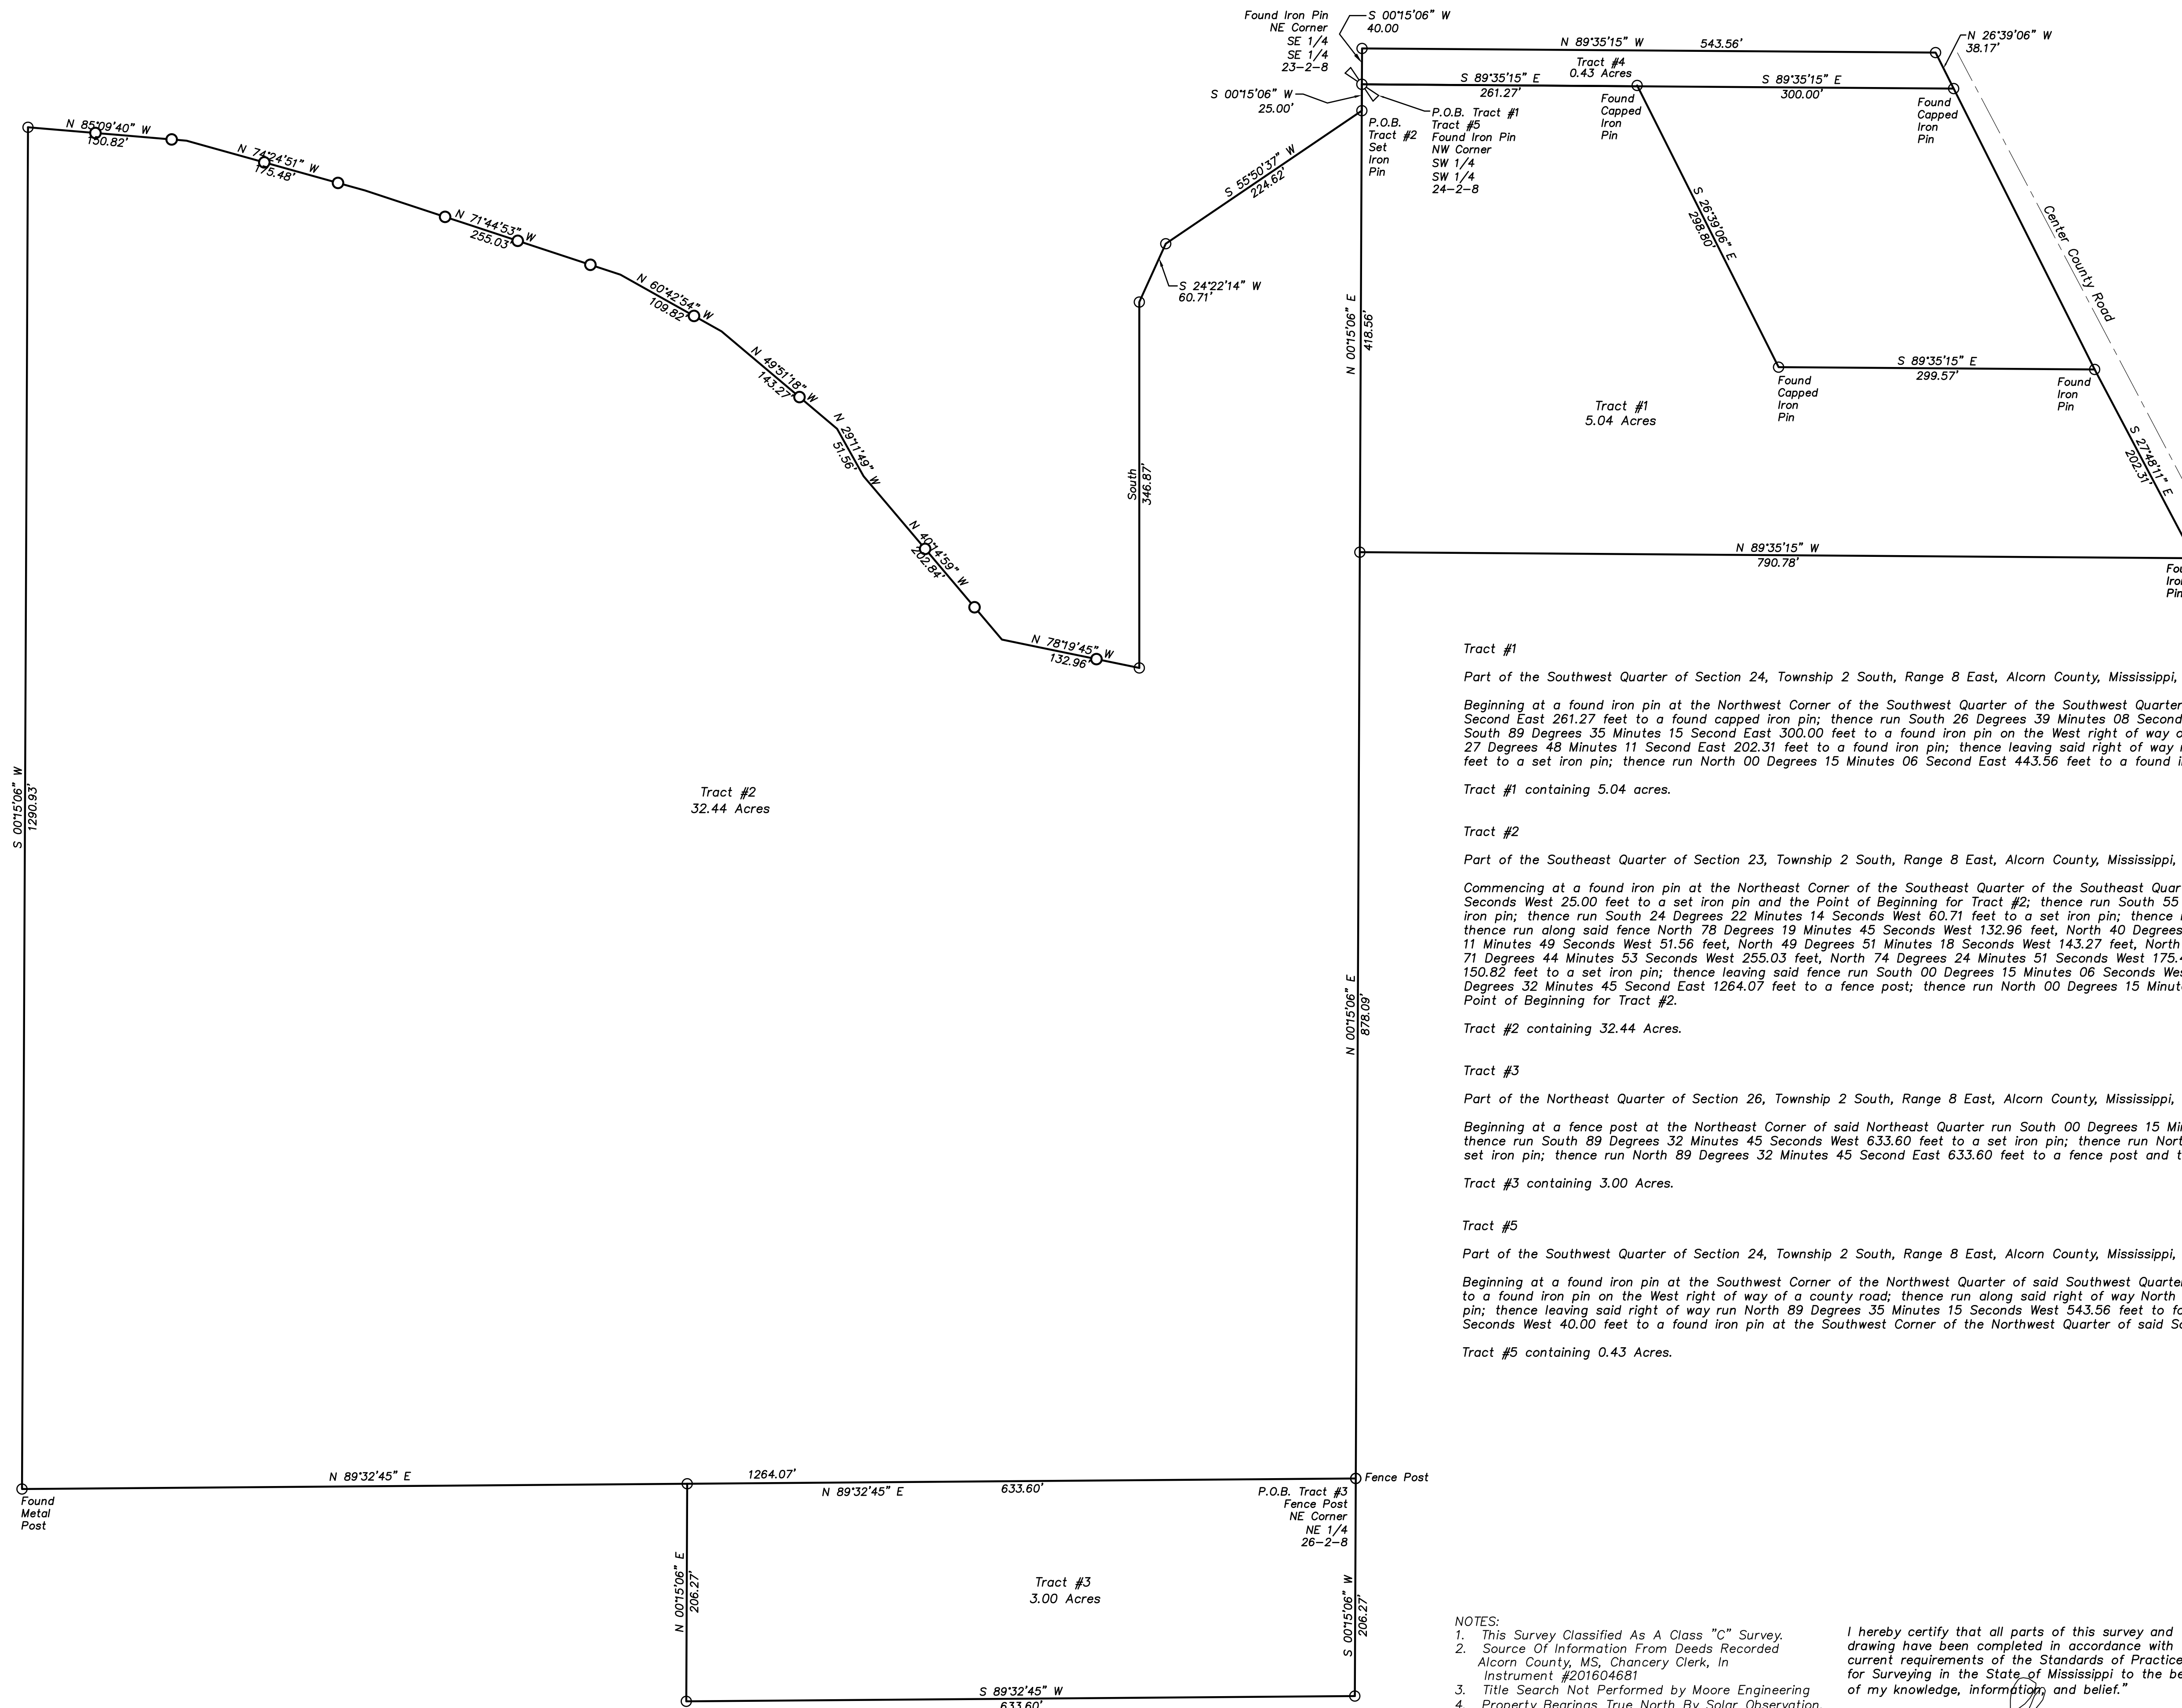 Found Iron Pin
NE Corner
SE 1/4
SE 1/4
23-2-8
S 00°15'06" W
40.00
N 89°35'15" W 543.56'
N 26°39'06" W
38.17'
Tract #4
0.43 Acres
S 89°35'15" E
261.27'
S 89°35'15" E
300.00'
S 00°15'06" W
25.00'
Found
Capped
Iron
Pin
Found
Capped
Iron
Pin
P.O.B.
Tract #2
Set
Iron
Pin
P.O.B. Tract #1
Tract #5
Found Iron Pin
NW Corner
SW 1/4
SW 1/4
24-2-8
N 85°09'40" W
150.82'
N 74°24'51" W
175.48'
N 71°44'53" W
255.03'
N 60°42'54" W
109.82'
N 49°51'18" W
143.27'
N 29°11'49" W
51.56'
N 40°14'59" W
202.84'
N 78°19'45" W
132.96'
S 55°50'37" W
224.62'
S 24°22'14" W
60.71'
South
346.87'
N 00°15'06" E
418.56'
S 26°39'06" E
298.80'
Center County Road
S 89°35'15" E
299.57'
Found
Capped
Iron
Pin
Found
Iron
Pin
S 27°48'11" E
202.31'
Tract #1
5.04 Acres
N 89°35'15" W
790.78'
Pin
S 00°15'06" W
1290.93'
Tract #2
32.44 Acres
N 00°15'06" E
878.09'
Tract #1
Part of the Southwest Quarter of Section 24, Township 2 South, Range 8 East, Alcorn County, Mississippi,
Beginning at a found iron pin at the Northwest Corner of the Southwest Quarter of the Southwest Quarter
Second East 261.27 feet to a found capped iron pin; thence run South 26 Degrees 39 Minutes 08 Second
South 89 Degrees 35 Minutes 15 Second East 300.00 feet to a found iron pin on the West right of way
27 Degrees 48 Minutes 11 Second East 202.31 feet to a found iron pin; thence leaving said right of way
feet to a set iron pin; thence run North 00 Degrees 15 Minutes 06 Second East 443.56 feet to a found
Tract #1 containing 5.04 acres.
Tract #2
Part of the Southeast Quarter of Section 23, Township 2 South, Range 8 East, Alcorn County, Mississippi,
Commencing at a found iron pin at the Northeast Corner of the Southeast Quarter of the Southeast
Seconds West 25.00 feet to a set iron pin and the Point of Beginning for Tract #2; thence run South 55
iron pin; thence run South 24 Degrees 22 Minutes 14 Seconds West 60.71 feet to a set iron pin; thence
thence run along said fence North 78 Degrees 19 Minutes 45 Seconds West 132.96 feet, North 40 Degrees
11 Minutes 49 Seconds West 51.56 feet, North 49 Degrees 51 Minutes 18 Seconds West 143.27 feet, North
71 Degrees 44 Minutes 53 Seconds West 255.03 feet, North 74 Degrees 24 Minutes 51 Seconds West
150.82 feet to a set iron pin; thence leaving said fence run South 00 Degrees 15 Minutes 06 Seconds
Degrees 32 Minutes 45 Second East 1264.07 feet to a fence post; thence run North 00 Degrees 15
Point of Beginning for Tract #2.
Tract #2 containing 32.44 Acres.
Tract #3
Part of the Northeast Quarter of Section 26, Township 2 South, Range 8 East, Alcorn County, Mississippi,
Beginning at a fence post at the Northeast Corner of said Northeast Quarter run South 00 Degrees 15
thence run South 89 Degrees 32 Minutes 45 Seconds West 633.60 feet to a set iron pin; thence run
set iron pin; thence run North 89 Degrees 32 Minutes 45 Second East 633.60 feet to a fence post and
Tract #3 containing 3.00 Acres.
Tract #5
Part of the Southwest Quarter of Section 24, Township 2 South, Range 8 East, Alcorn County, Mississippi,
Beginning at a found iron pin at the Southwest Corner of the Northwest Quarter of said Southwest
to a found iron pin on the West right of way of a county road; thence run along said right of way North
pin; thence leaving said right of way run North 89 Degrees 35 Minutes 15 Seconds West 543.56 feet to
Seconds West 40.00 feet to a found iron pin at the Southwest Corner of the Northwest Quarter of said
Tract #5 containing 0.43 Acres.
N 89°32'45" E
1264.07'
N 89°32'45" E
633.60'
Fence Post
Found
Metal
Post
P.O.B. Tract #3
Fence Post
NE Corner
NE 1/4
26-2-8
N 00°15'06" E
206.27'
Tract #3
3.00 Acres
S 00°15'06" W
206.27'
S 89°32'45" W
633.60'
NOTES:
1. This Survey Classified As A Class "C" Survey.
2. Source Of Information From Deeds Recorded
Alcorn County, MS, Chancery Clerk, In
Instrument #201604681
3. Title Search Not Performed by Moore Engineering
4. Property Bearings True North By Solar Observation.
I hereby certify that all parts of this survey and
drawing have been completed in accordance with
current requirements of the Standards of Practice
for Surveying in the State of Mississippi to the
of my knowledge, information, and belief."